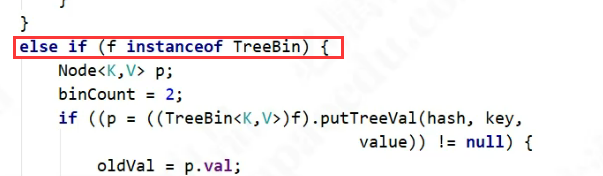 }
else if (f instanceof TreeBin) {
Node<K,V> p;
binCount = 2;
if ((p = ((TreeBin<K,V>)f).putTreeVal(hash, key,
value)) != null) {
oldVal = p.val;